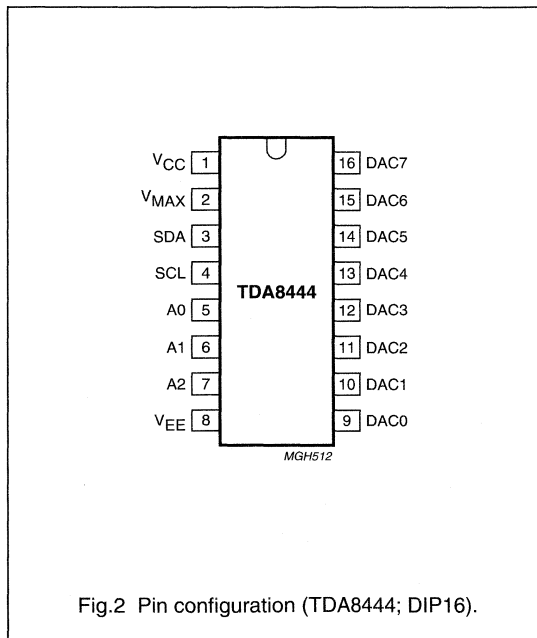 VCC 1 16 DAC7
VMAX 2 15 DAC6
SDA 3 14 DAC5
SCL 4 13 DAC4
TDA8444
A0 5 12 DAC3
A1 6 11 DAC2
A2 7 10 DAC1
VEE 8 9 DAC0
MGH512
Fig.2 Pin configuration (TDA8444; DIP16).